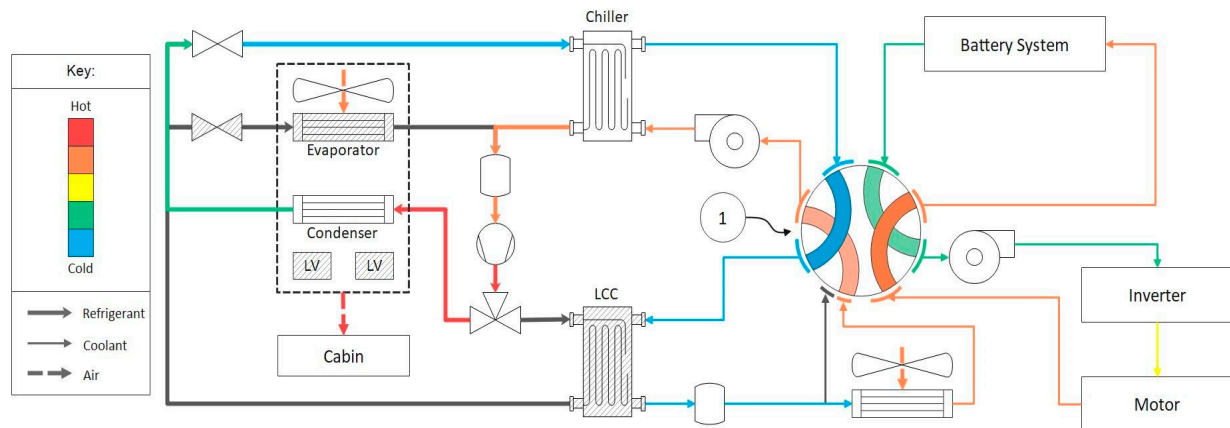 Chiller
Battery System
Key:
Hot
Evaporator
1
Condenser
Cold
LV LV
LCC
Inverter
Refrigerant
Coolant
Cabin
Air
Motor